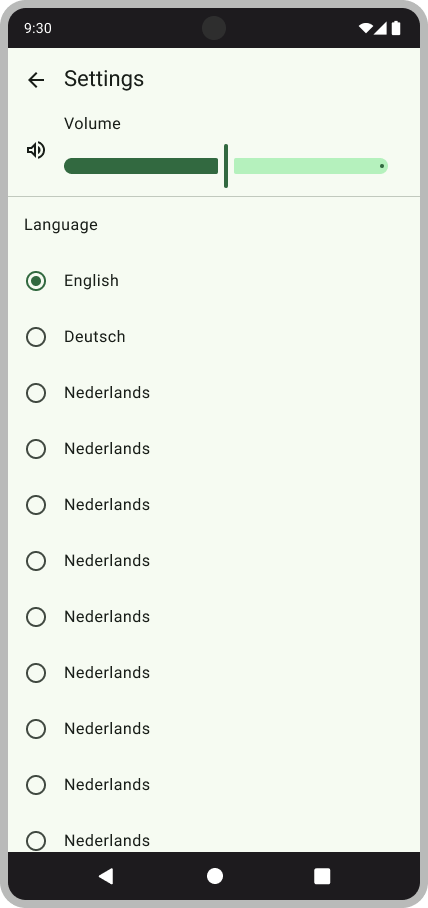 9:30
Settings
Volume
Language
English
Deutsch
Nederlands
Nederlands
Nederlands
Nederlands
Nederlands
Nederlands
Nederlands
Nederlands
Nederlands